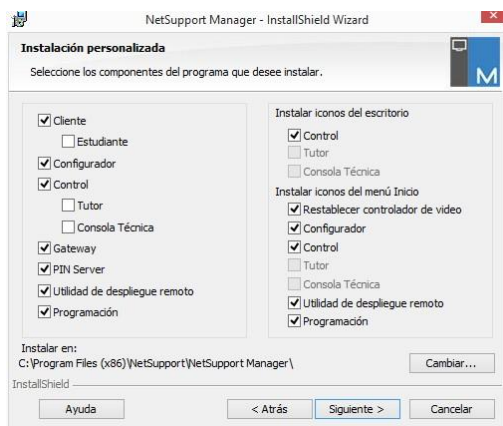 NetSupport Manager - InstallShield Wizard
Instalación personalizada
Seleccione los componentes del programa que desee instalar.
M
Cliente
Estudiante
Configurador
Control
Tutor
Consola Técnica
Gateway
PIN Server
Utilidad de despliegue remoto
Programación
Instalar iconos del escritorio
Control
Tutor
Consola Técnica
Instalar iconos del menú Inicio
Restablecer controlador de video
Configurador
Control
Tutor
Consola Técnica
Utilidad de despliegue remoto
Programación
Instalar en:
C:\Program Files (x86)\NetSupport\NetSupport Manager\
Cambiar...
InstallShield
Ayuda
< Atrás
Siguiente >
Cancelar